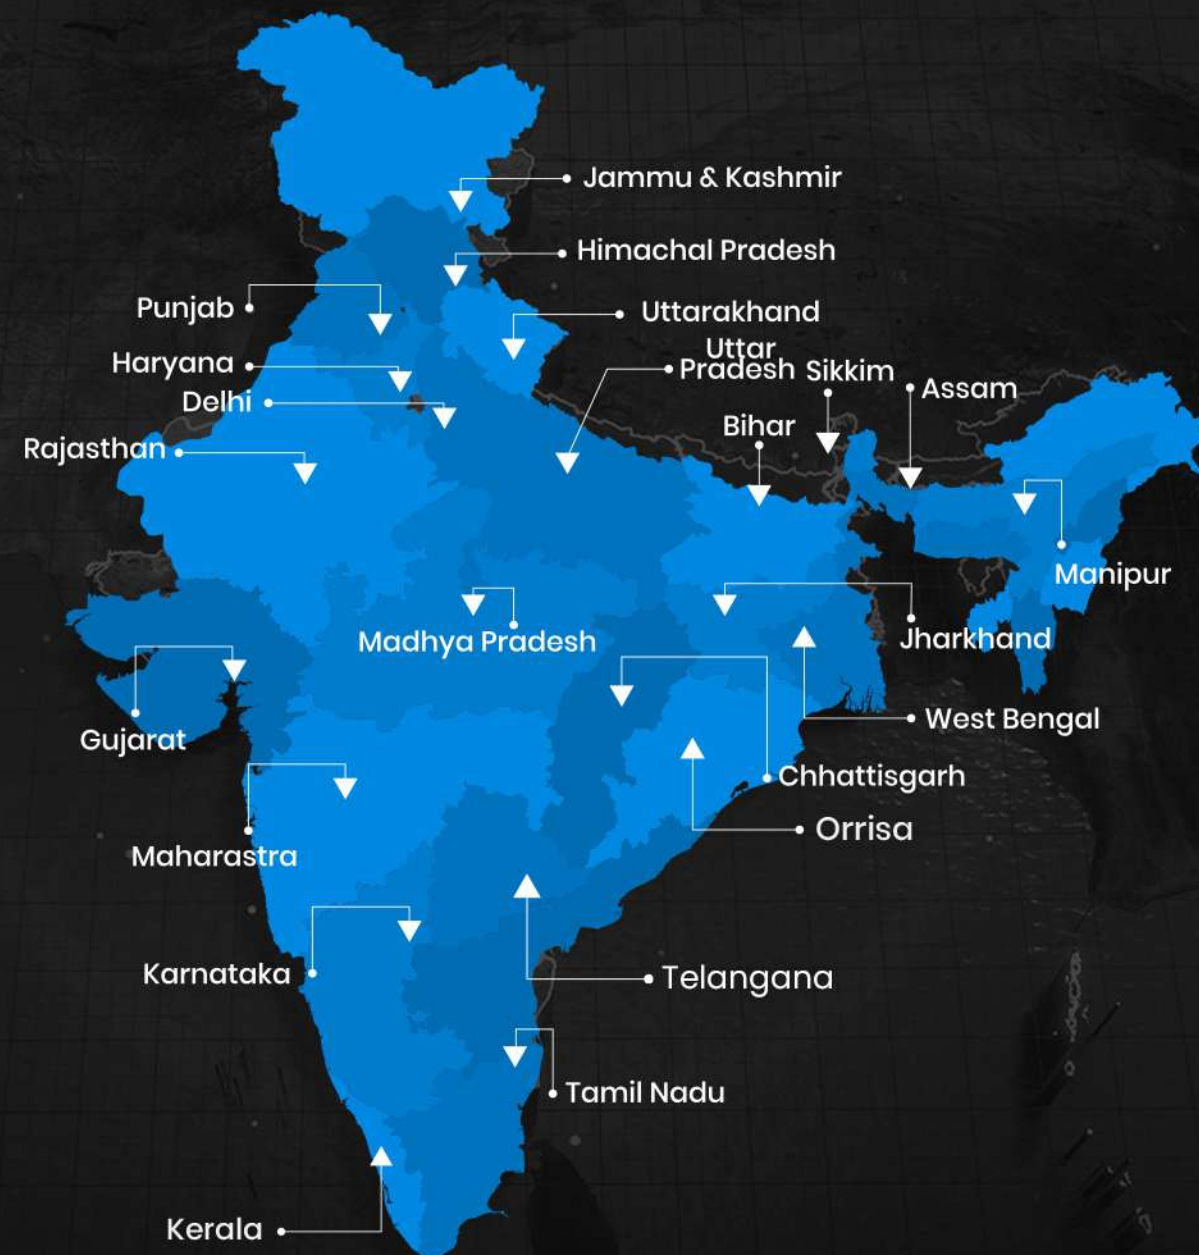 Jammu & Kashmir
Himachal Pradesh
Punjab
Uttarakhand
Uttar
Pradesh
Haryana
Sikkim
Assam
Delhi
Bihar
Rajasthan
Manipur
Madhya Pradesh
Jharkhand
West Bengal
Gujarat
Chhattisgarh
Orrisa
Maharastra
Karnataka
Telangana
Tamil Nadu
Kerala